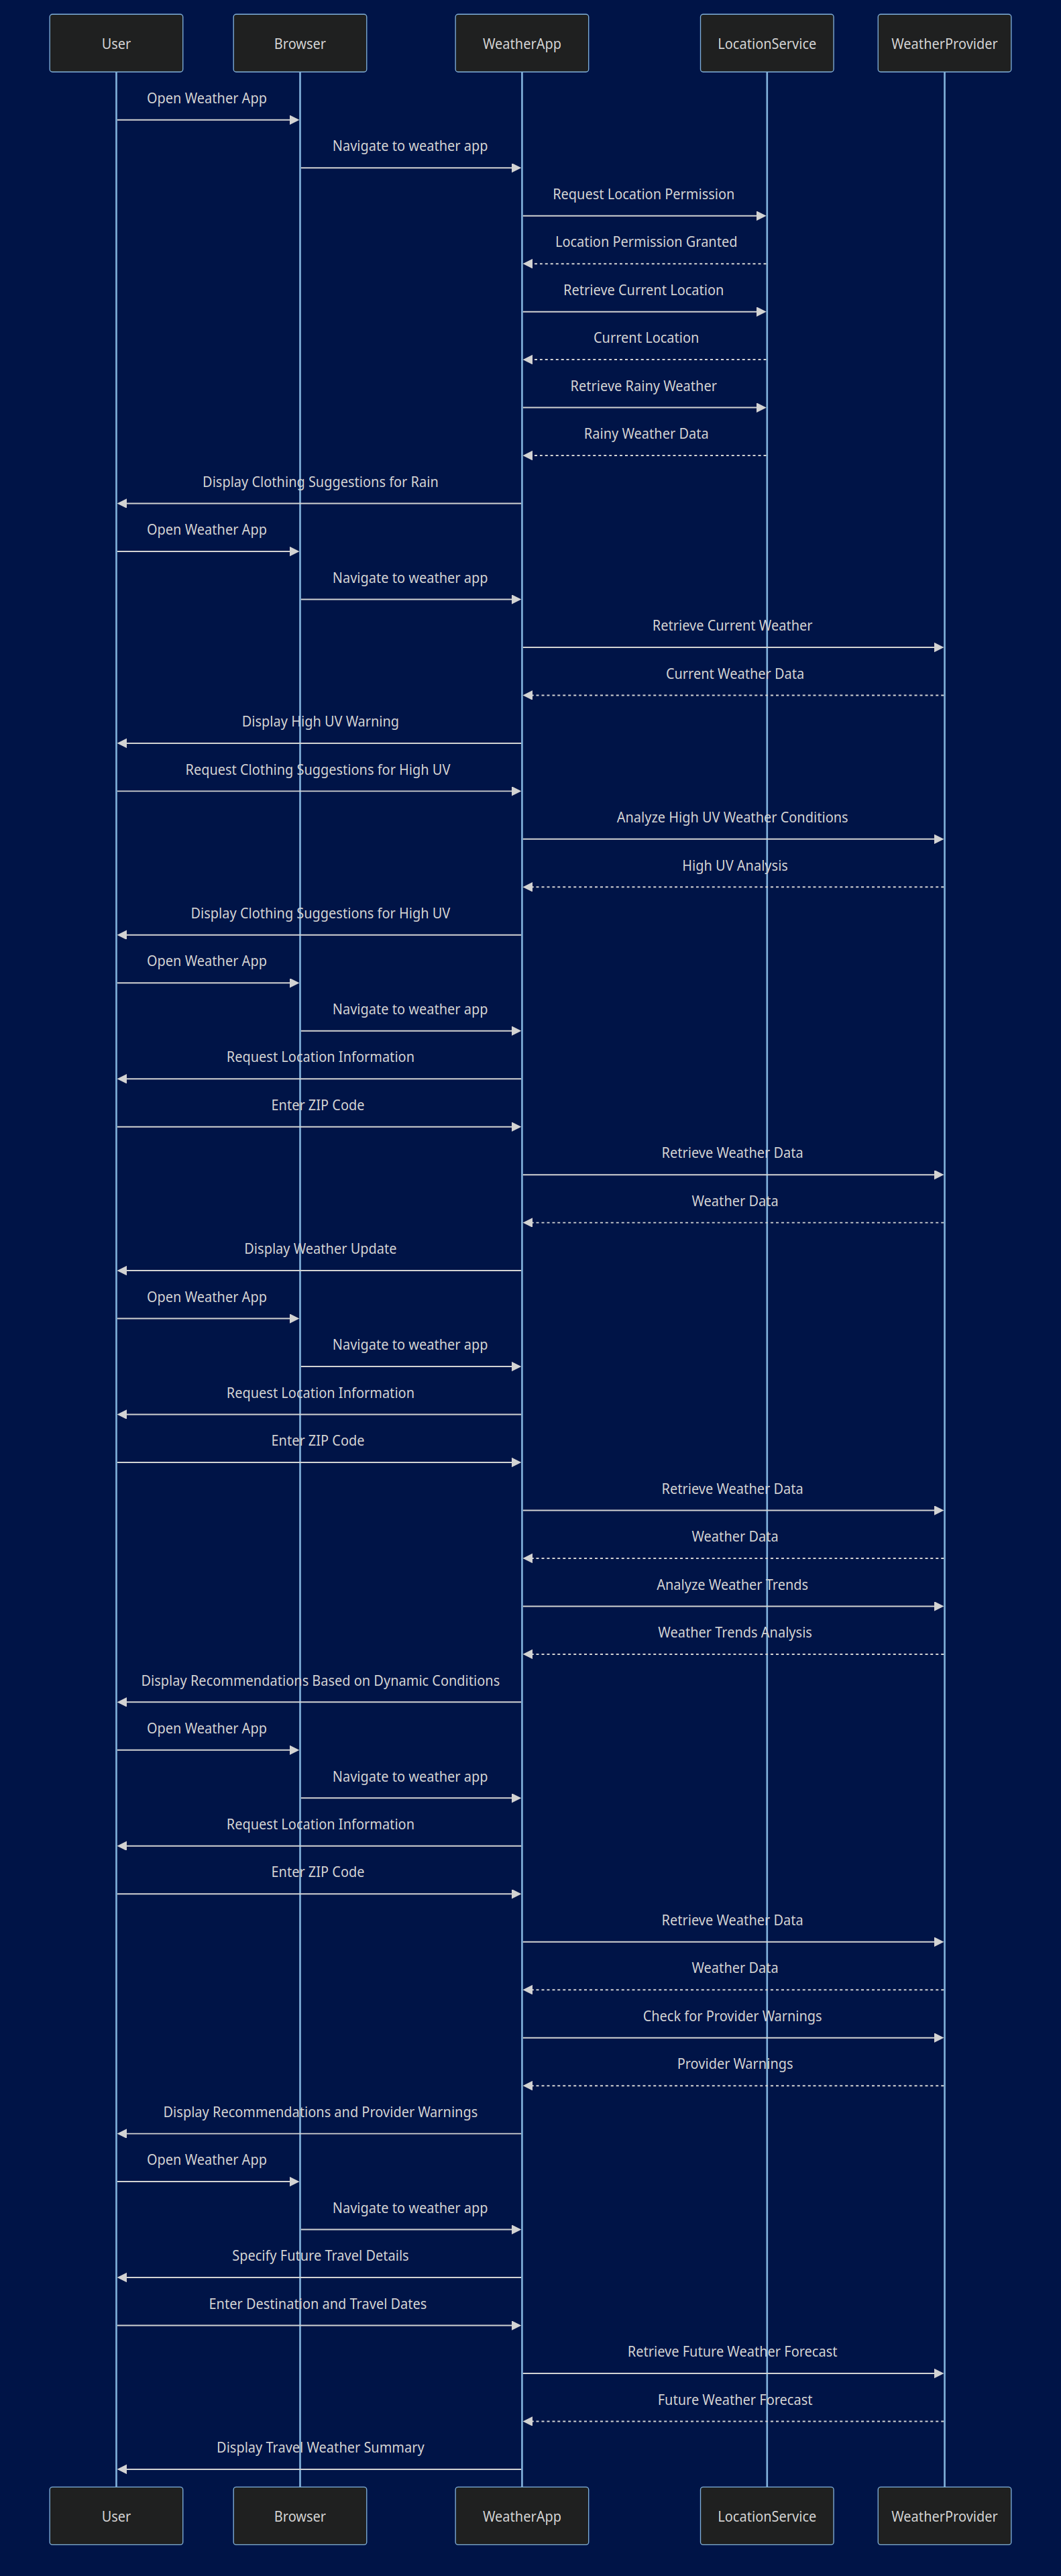 User
Browser
WeatherApp
LocationService
WeatherProvider
Open Weather App
Navigate to weather app
Request Location Permission
Location Permission Granted
Retrieve Current Location
Current Location
Retrieve Rainy Weather
Rainy Weather Data
Display Clothing Suggestions for Rain
Open Weather App
Navigate to weather app
Retrieve Current Weather
Current Weather Data
Display High UV Warning
Request Clothing Suggestions for High UV
Analyze High UV Weather Conditions
High UV Analysis
Display Clothing Suggestions for High UV
Open Weather App
Navigate to weather app
Request Location Information
Enter ZIP Code
Retrieve Weather Data
Weather Data
Display Weather Update
Open Weather App
Navigate to weather app
Request Location Information
Enter ZIP Code
Retrieve Weather Data
Weather Data
Analyze Weather Trends
Weather Trends Analysis
Display Recommendations Based on Dynamic Conditions
Open Weather App
Navigate to weather app
Request Location Information
Enter ZIP Code
Retrieve Weather Data
Weather Data
Check for Provider Warnings
Provider Warnings
Display Recommendations and Provider Warnings
Open Weather App
Navigate to weather app
Specify Future Travel Details
Enter Destination and Travel Dates
Retrieve Future Weather Forecast
Future Weather Forecast
Display Travel Weather Summary
User
Browser
WeatherApp
LocationService
WeatherProvider